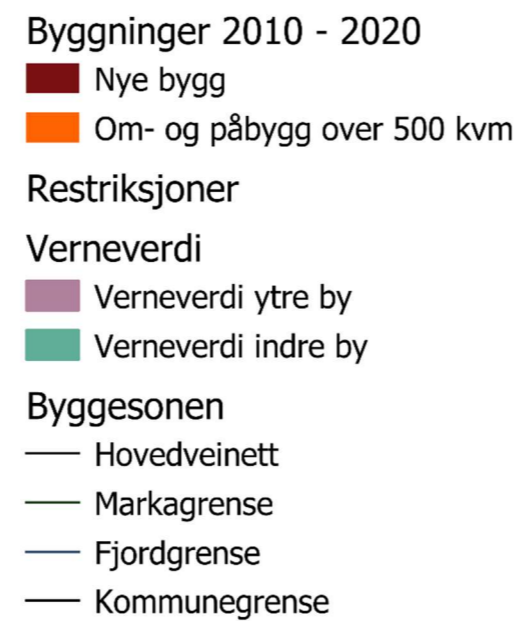 Byggninger 2010 - 2020
Nye bygg
Om- og påbygg over 500 kvm
Restriksjoner
Verneverdi
Verneverdi ytre by
Verneverdi indre by
Byggesonen
Hovedveinett
Markagrense
Fjordgrense
Kommunegrense